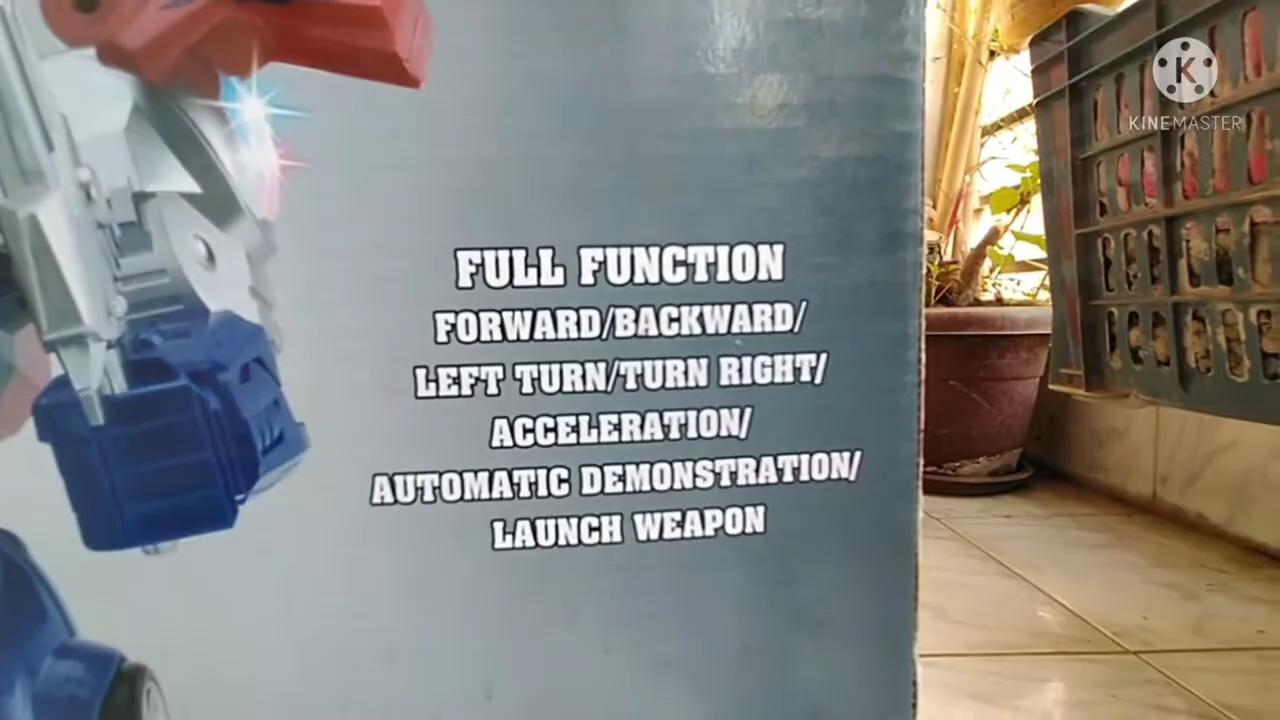 K
KINEMASTER
FULL FUNCTION
FORWARD/BACKWARD/
LEFT TURN/TURN RIGHT/
ACCELERATION/
AUTOMATIC DEMONSTRATION/
LAUNCH WEAPON